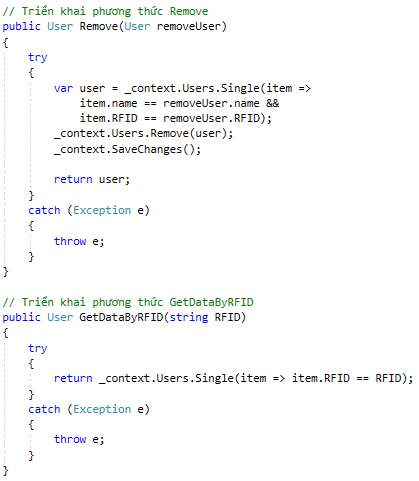 // Triển khai phương thức Remove
public User Remove(User removeUser)
{
    try
    {
        var user = _context.Users.Single(item =>
            item.name == removeUser.name &&
            item.RFID == removeUser.RFID);
        _context.Users.Remove(user);
        _context.SaveChanges();

        return user;
    }
    catch (Exception e)
    {
        throw e;
    }
}

// Triển khai phương thức GetDataByRFID
public User GetDataByRFID(string RFID)
{
    try
    {
        return _context.Users.Single(item => item.RFID == RFID);
    }
    catch (Exception e)
    {
        throw e;
    }
}